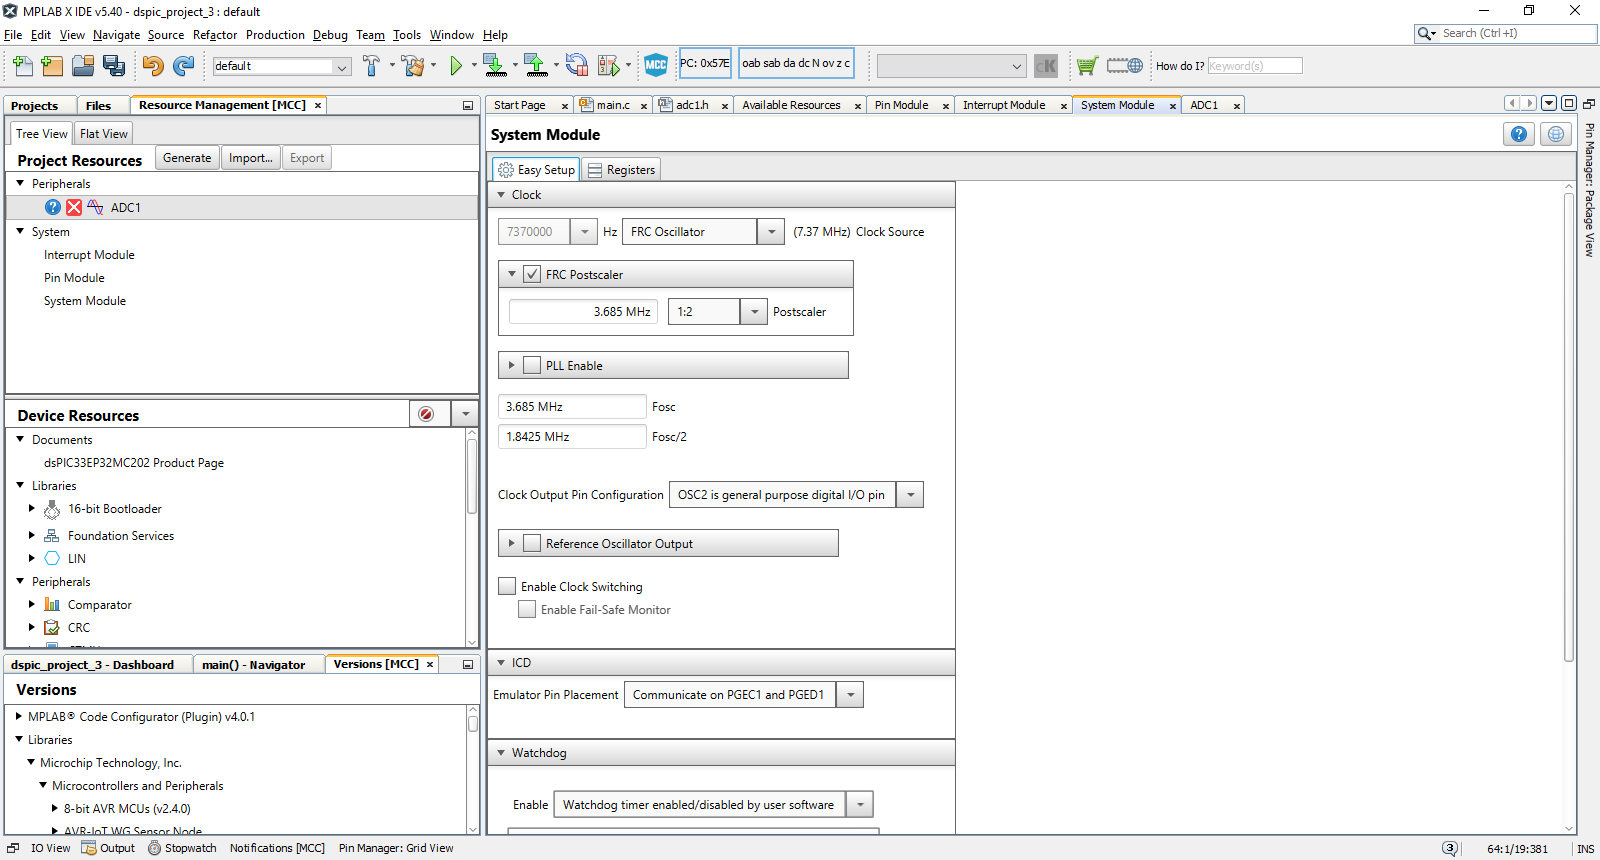 MPLAB X IDE v5.40 - dspic_project_3 : default
File Edit View Navigate Source Refactor Production Debug Team Tools Window Help
Search (Ctrl+I)
default
MCC
PC: 0x57E
oab sab da dc N ov z c
cK
How do I? Keyword(s)
Projects Files Resource Management [MCC]
Start Page main.c adc1.h Available Resources Pin Module Interrupt Module System Module ADC1
Tree View Flat View
System Module
Project Resources Generate Import... Export
Easy Setup Registers
Peripherals
ADC1
System
Interrupt Module
Pin Module
System Module
Clock
7370000 Hz FRC Oscillator (7.37 MHz) Clock Source
FRC Postscaler
3.685 MHz 1:2 Postscaler
PLL Enable
3.685 MHz Fosc
1.8425 MHz Fosc/2
Clock Output Pin Configuration OSC2 is general purpose digital I/O pin
Reference Oscillator Output
Enable Clock Switching
Enable Fail-Safe Monitor
ICD
Emulator Pin Placement Communicate on PGEC1 and PGED1
Watchdog
Enable Watchdog timer enabled/disabled by user software
Pin Manager: Package View
Device Resources
Documents
dsPIC33EP32MC202 Product Page
Libraries
16-bit Bootloader
Foundation Services
LIN
Peripherals
Comparator
CRC
dspic_project_3 - Dashboard main() - Navigator Versions [MCC]
Versions
MPLAB® Code Configurator (Plugin) v4.0.1
Libraries
Microchip Technology, Inc.
Microcontrollers and Peripherals
8-bit AVR MCUs (v2.4.0)
AVR-IoT WG Sensor Node
IO View Output Stopwatch Notifications [MCC] Pin Manager: Grid View
3 64:1/19:381 INS